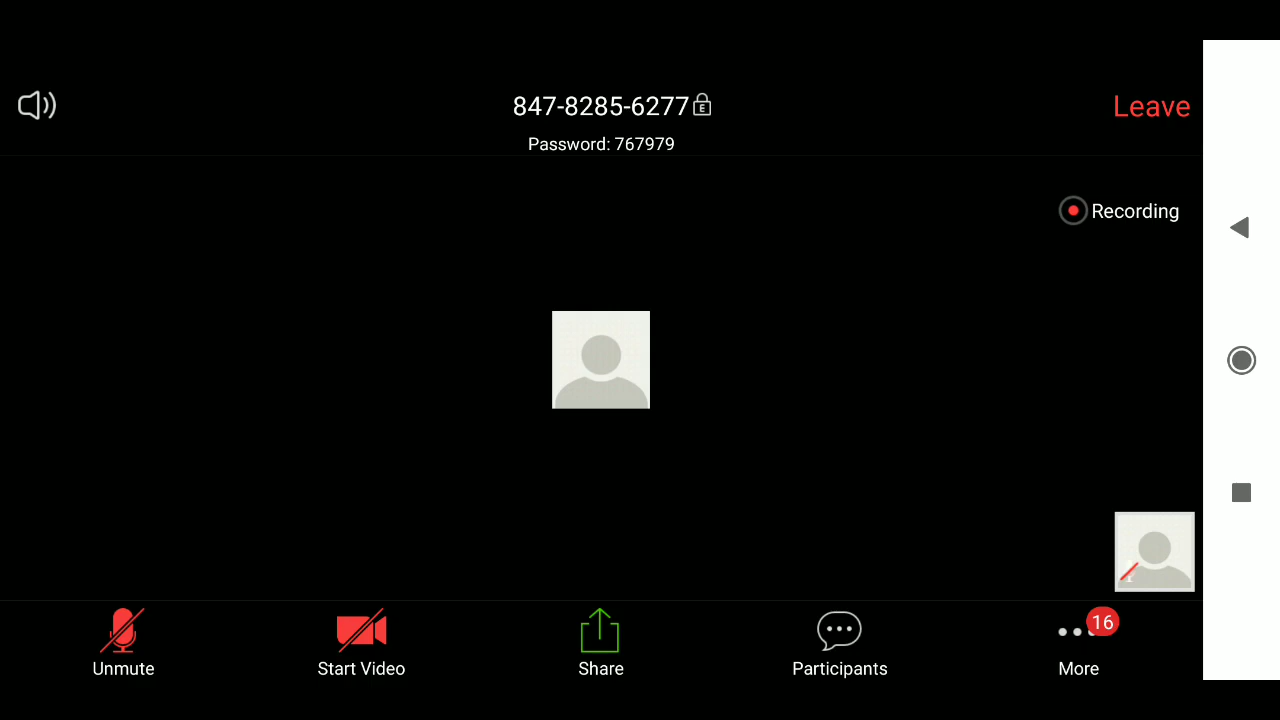 847-8285-6277
Leave
Password: 767979
Recording
16
Unmute
Start Video
Share
Participants
More